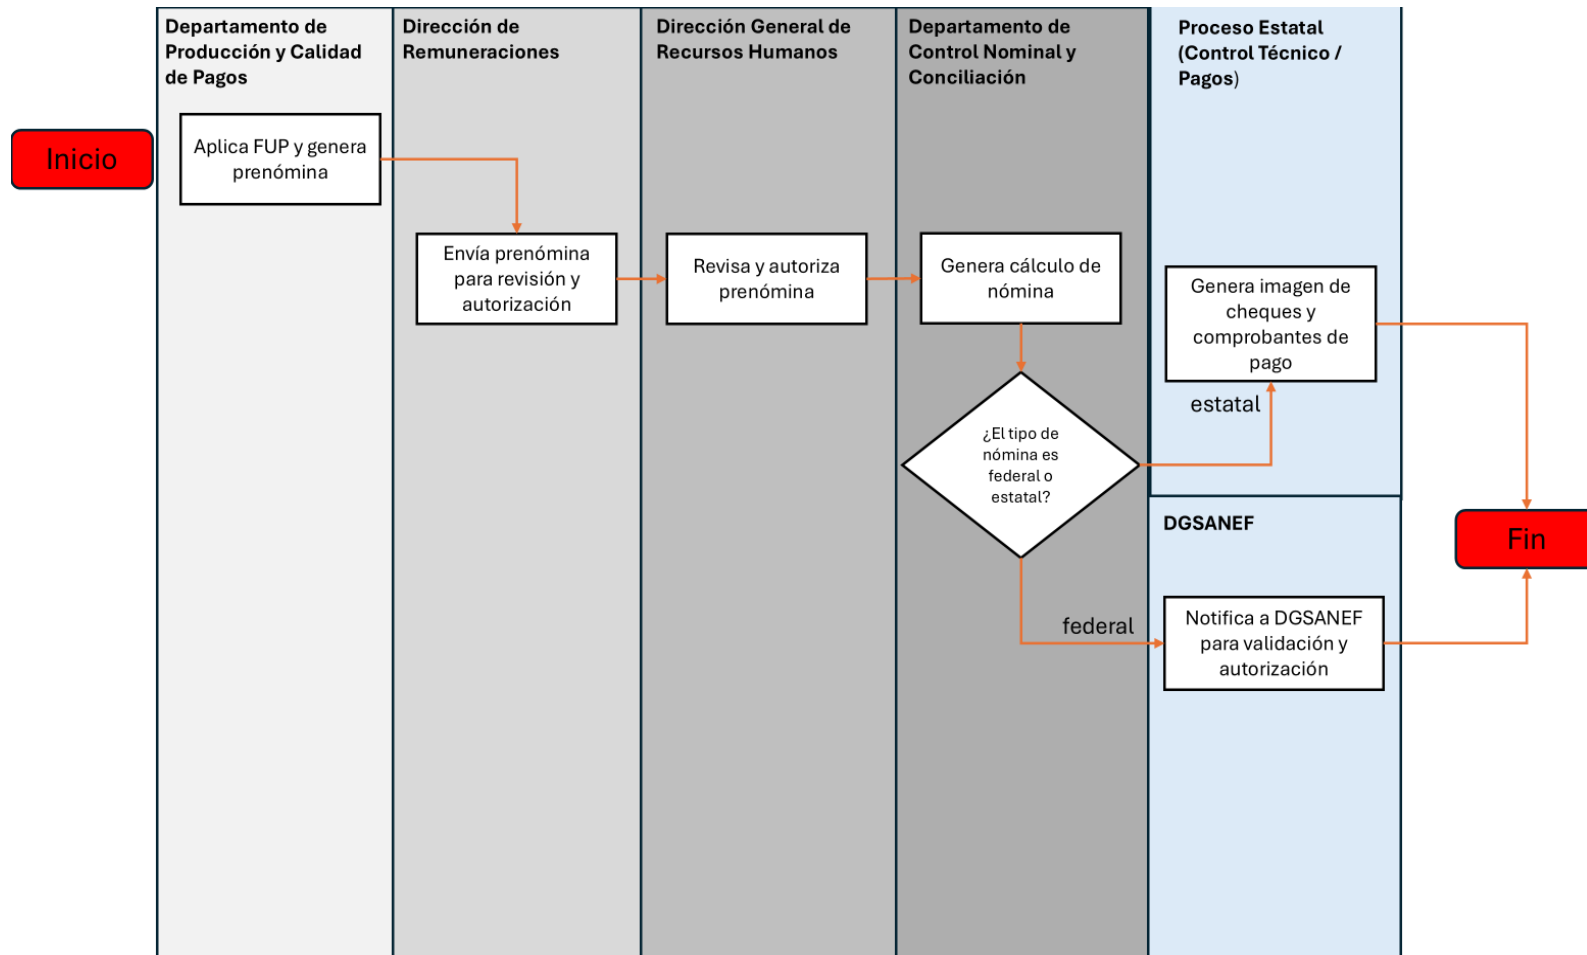 Departamento de
Producción y Calidad
de Pagos
Dirección de
Remuneraciones
Dirección General de
Recursos Humanos
Departamento de
Control Nominal y
Conciliación
Proceso Estatal
(Control Técnico /
Pagos)
Inicio
Aplica FUP y genera
prenómina
Envía prenómina
para revisión y
autorización
Revisa y autoriza
prenómina
Genera cálculo de
nómina
Genera imagen de
cheques y
comprobantes de
pago
estatal
¿El tipo de
nómina es
federal o
estatal?
DGSANEF
Fin
federal
Notifica a DGSANEF
para validación y
autorización